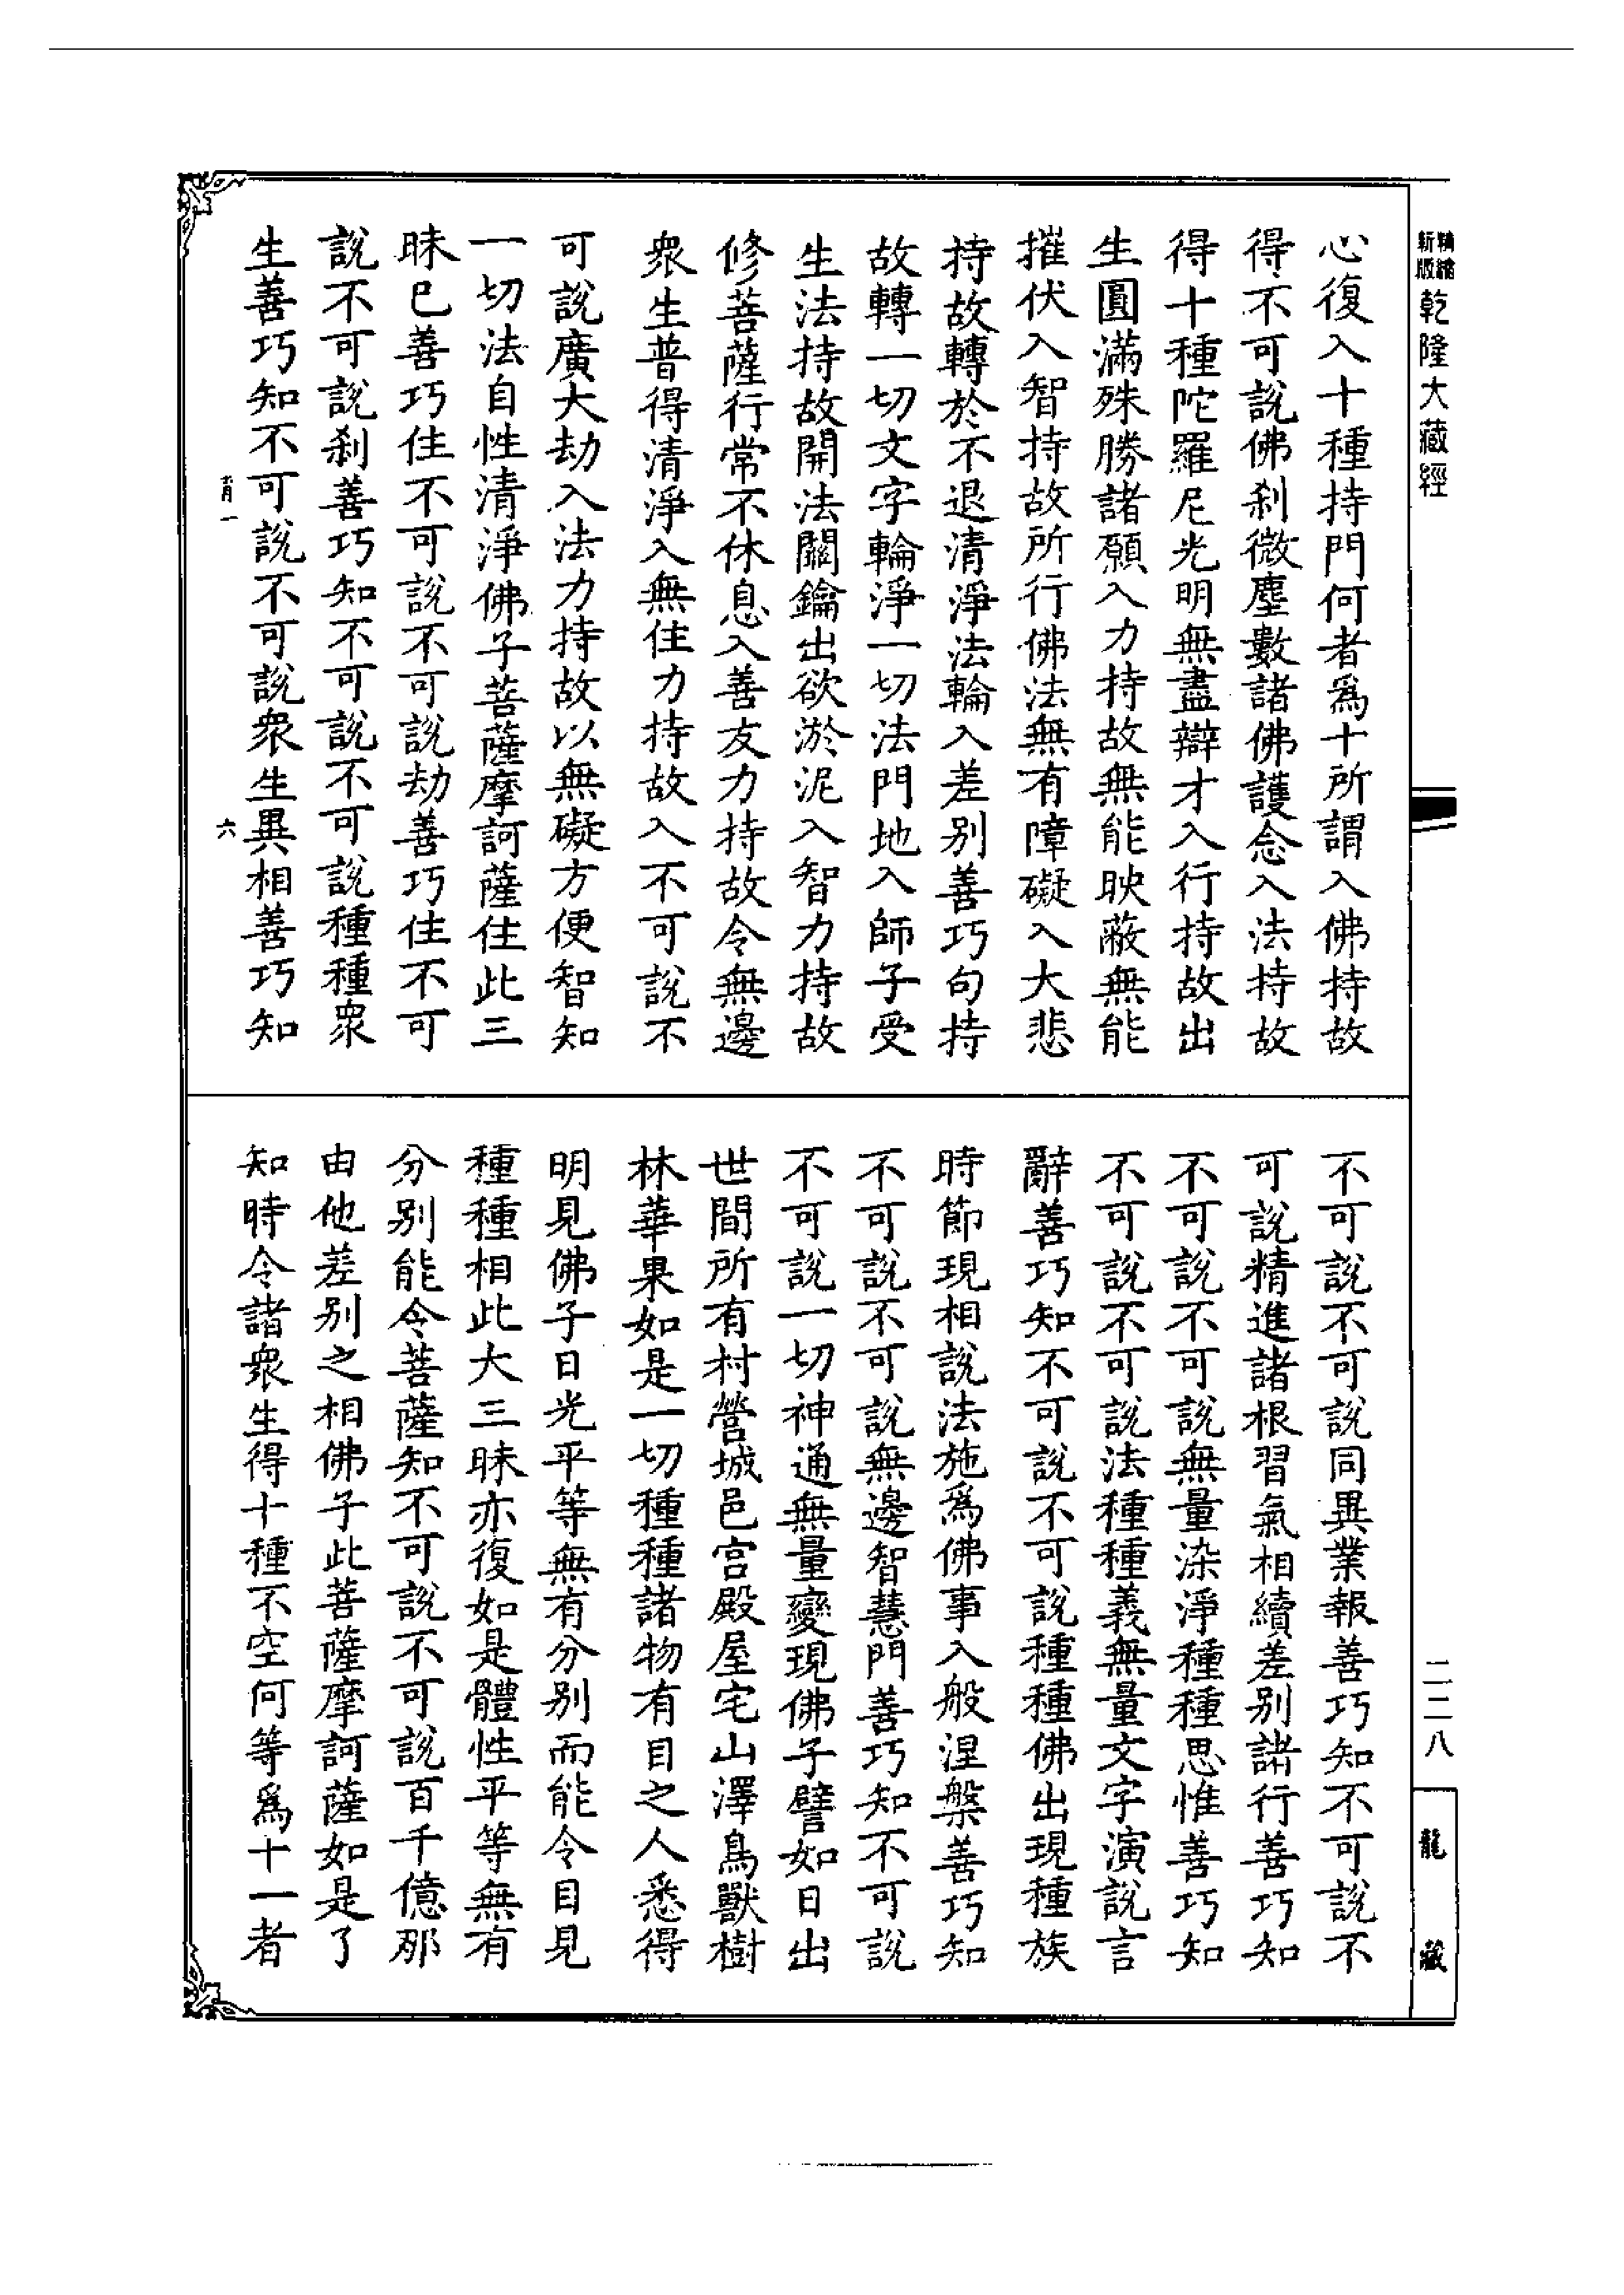 精縮新版 乾隆大藏經
心復入十種持門何者爲十所謂入佛持故
得不可說佛刹微塵數諸佛護念入法持故
得十種陀羅尼光明無盡辯才入行持故出
生圓滿殊勝諸願入力持故無能映蔽無能
摧伏入智持故所行佛法無有障礙入大悲
持故轉於不退清淨法輪入差别善巧句持
故轉一切文字輪淨一切法門地入師子受
生法持故開法關鑰出欲淤泥入智力持故
修菩薩行常不休息入善友力持故令無邊
衆生普得清淨入無住力持故入不可說不
可說廣大劫入法力持故以無礙方便智知
一切法自性清淨佛子菩薩摩訶薩住此三
昧已善巧住不可說不可說劫善巧住不可
說不可說刹善巧知不可說不可說種種衆
生善巧知不可說不可說衆生異相善巧知
六
不可說不可說同異業報善巧知不可說不
可說精進諸根習氣相續差别諸行善巧知
不可說不可說無量染淨種種思惟善巧知
不可說不可說法種種義無量文字演說言
辭善巧知不可說不可說種種佛出現種族
時節現相說法施爲佛事入般涅槃善巧知
不可說不可說無邊智慧門善巧知不可說
不可說一切神通無量變現佛子譬如日出
世間所有村營城邑宮殿屋宅山澤鳥獸樹
林華果如是一切種種諸物有目之人悉得
明見佛子日光平等無有分别而能令目見
種種相此大三昧亦復如是體性平等無有
分别能令菩薩知不可說不可說百千億那
由他差别之相佛子此菩薩摩訶薩如是了
知時令諸衆生得十種不空何等爲十一者
二二八
龍藏